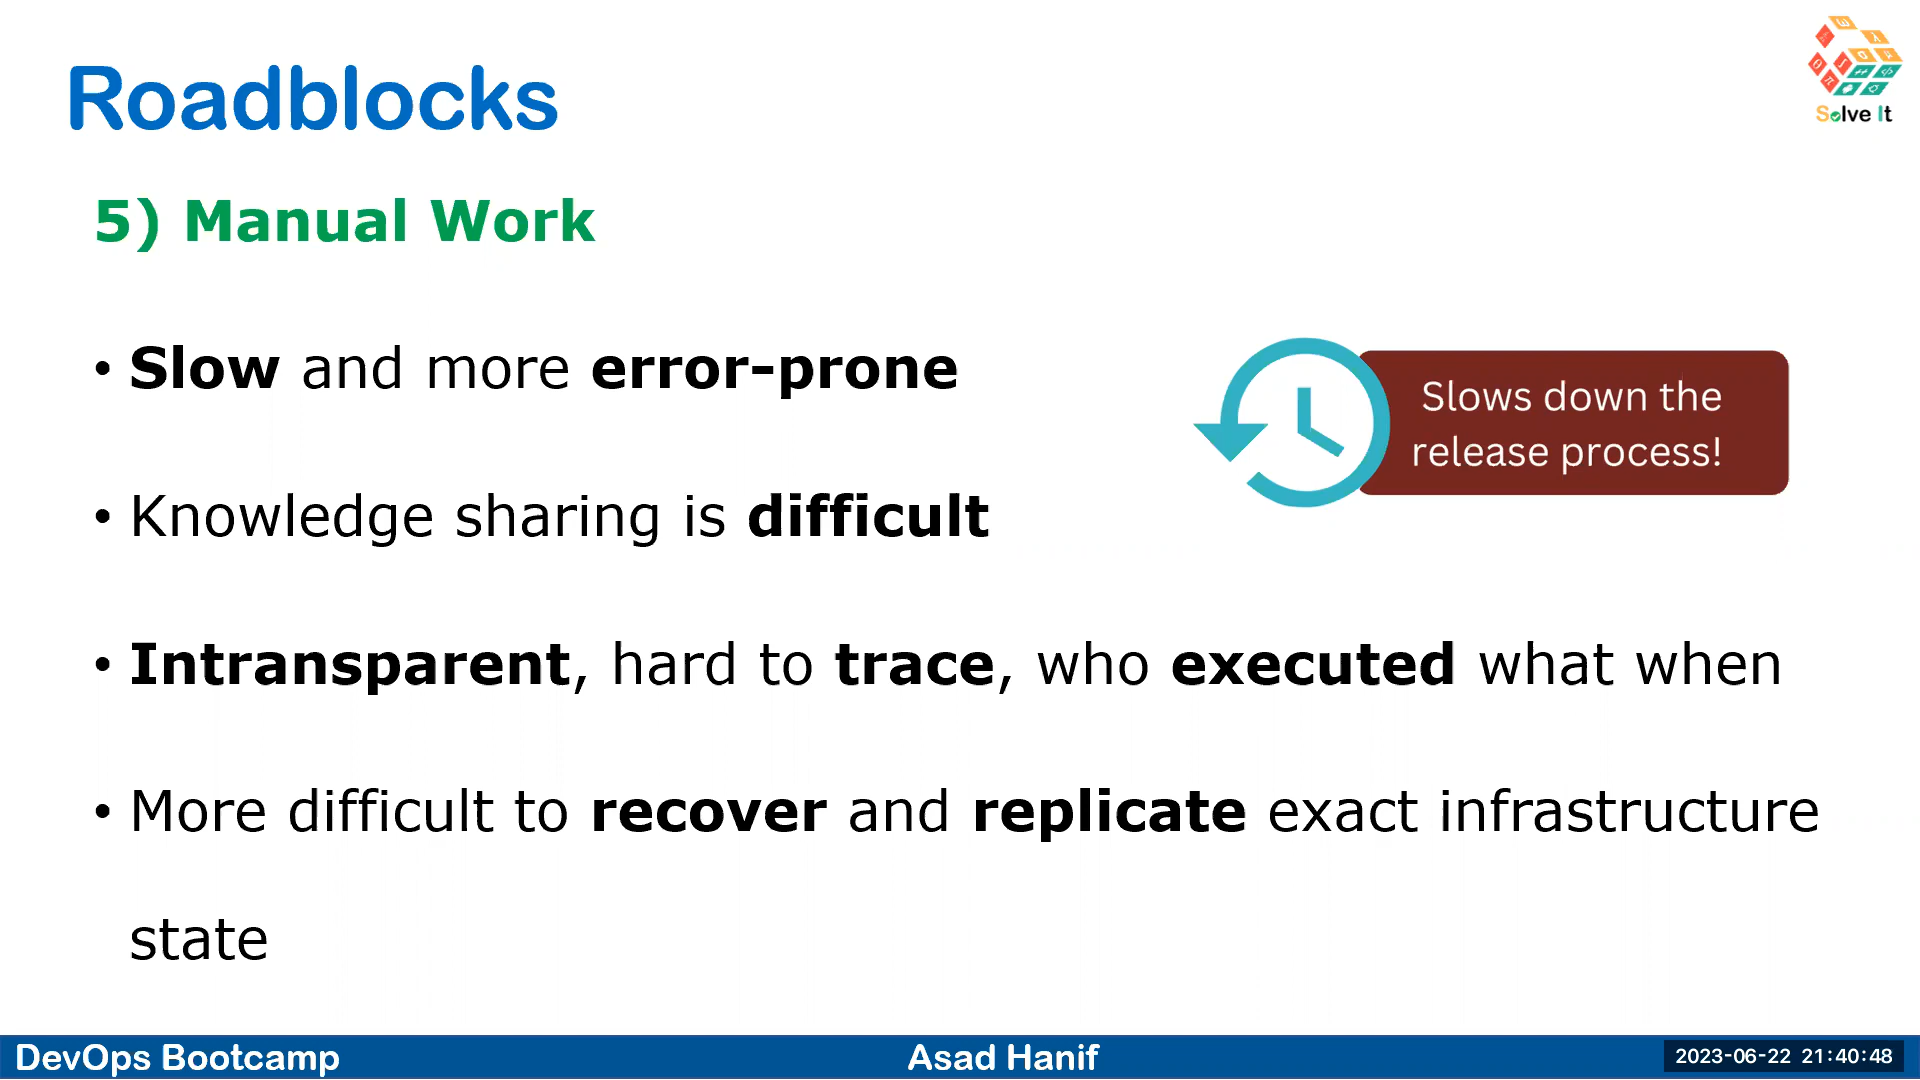 Roadblocks
Solve It
5) Manual Work
• Slow and more error-prone
Slows down the
release process!
• Knowledge sharing is difficult
• Intransparent, hard to trace, who executed what when
• More difficult to recover and replicate exact infrastructure
state
DevOps Bootcamp
Asad Hanif
2023-06-22 21:40:48